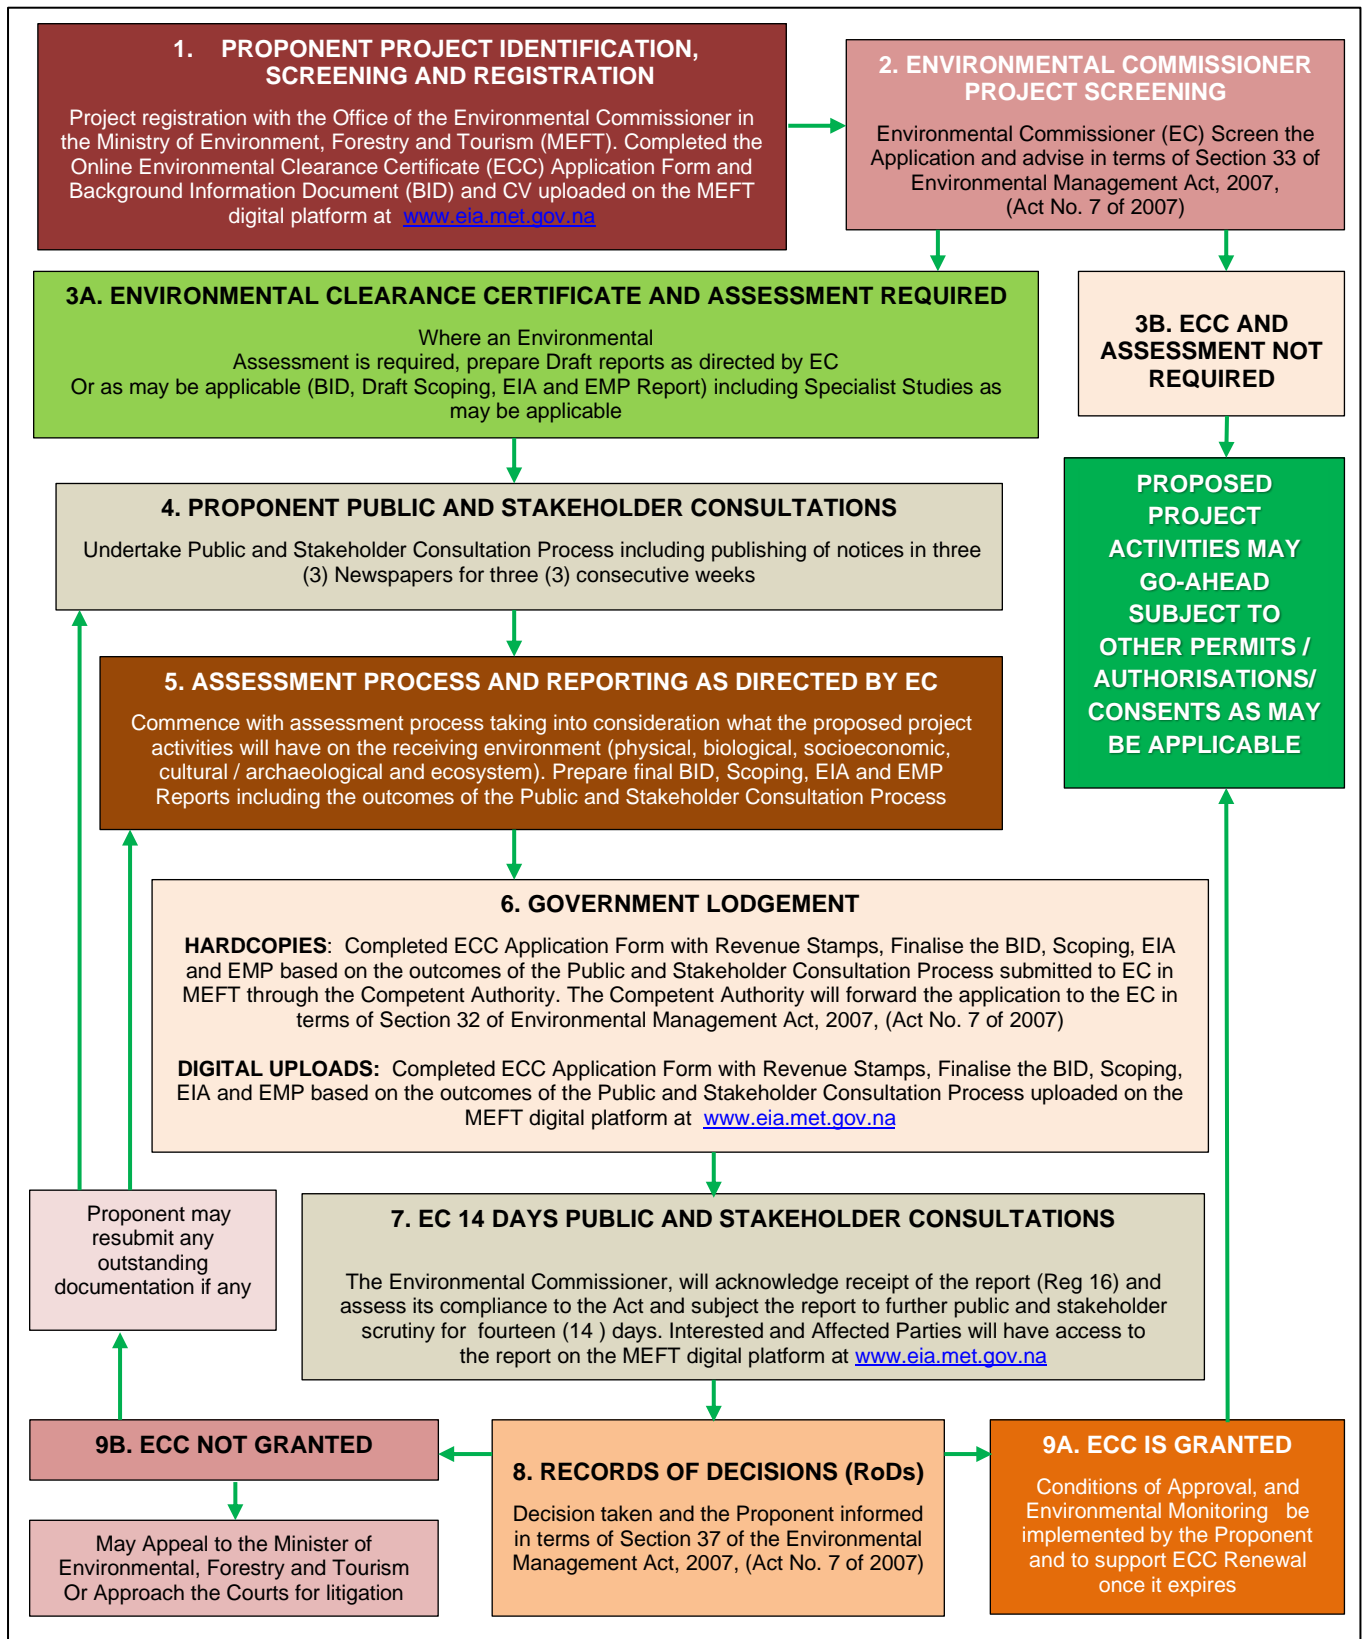 1. PROPONENT PROJECT IDENTIFICATION,
SCREENING AND REGISTRATION
Project registration with the Office of the Environmental Commissioner in
the Ministry of Environment, Forestry and Tourism (MEFT). Completed the
Online Environmental Clearance Certificate (ECC) Application Form and
Background Information Document (BID) and CV uploaded on the MEFT
digital platform at www.eia.met.gov.na
2. ENVIRONMENTAL COMMISSIONER
PROJECT SCREENING
Environmental Commissioner (EC) Screen the
Application and advise in terms of Section 33 of
Environmental Management Act, 2007,
(Act No. 7 of 2007)
3A. ENVIRONMENTAL CLEARANCE CERTIFICATE AND ASSESSMENT REQUIRED
Where an Environmental
Assessment is required, prepare Draft reports as directed by EC
Or as may be applicable (BID, Draft Scoping, EIA and EMP Report) including Specialist Studies as
may be applicable
3B. ECC AND
ASSESSMENT NOT
REQUIRED
4. PROPONENT PUBLIC AND STAKEHOLDER CONSULTATIONS
Undertake Public and Stakeholder Consultation Process including publishing of notices in three
(3) Newspapers for three (3) consecutive weeks
PROPOSED
PROJECT
ACTIVITIES MAY
GO-AHEAD
SUBJECT TO
OTHER PERMITS /
AUTHORISATIONS/
CONSENTS AS MAY
BE APPLICABLE
5. ASSESSMENT PROCESS AND REPORTING AS DIRECTED BY EC
Commence with assessment process taking into consideration what the proposed project
activities will have on the receiving environment (physical, biological, socioeconomic,
cultural / archaeological and ecosystem). Prepare final BID, Scoping, EIA and EMP
Reports including the outcomes of the Public and Stakeholder Consultation Process
6. GOVERNMENT LODGEMENT
HARDCOPIES: Completed ECC Application Form with Revenue Stamps, Finalise the BID, Scoping, EIA
and EMP based on the outcomes of the Public and Stakeholder Consultation Process submitted to EC in
MEFT through the Competent Authority. The Competent Authority will forward the application to the EC in
terms of Section 32 of Environmental Management Act, 2007, (Act No. 7 of 2007)
DIGITAL UPLOADS: Completed ECC Application Form with Revenue Stamps, Finalise the BID, Scoping,
EIA and EMP based on the outcomes of the Public and Stakeholder Consultation Process uploaded on the
MEFT digital platform at www.eia.met.gov.na
Proponent may
resubmit any
outstanding
documentation if any
7. EC 14 DAYS PUBLIC AND STAKEHOLDER CONSULTATIONS
The Environmental Commissioner, will acknowledge receipt of the report (Reg 16) and
assess its compliance to the Act and subject the report to further public and stakeholder
scrutiny for fourteen (14 ) days. Interested and Affected Parties will have access to
the report on the MEFT digital platform at www.eia.met.gov.na
9B. ECC NOT GRANTED
May Appeal to the Minister of
Environmental, Forestry and Tourism
Or Approach the Courts for litigation
8. RECORDS OF DECISIONS (RoDs)
Decision taken and the Proponent informed
in terms of Section 37 of the Environmental
Management Act, 2007, (Act No. 7 of 2007)
9A. ECC IS GRANTED
Conditions of Approval, and
Environmental Monitoring be
implemented by the Proponent
and to support ECC Renewal
once it expires